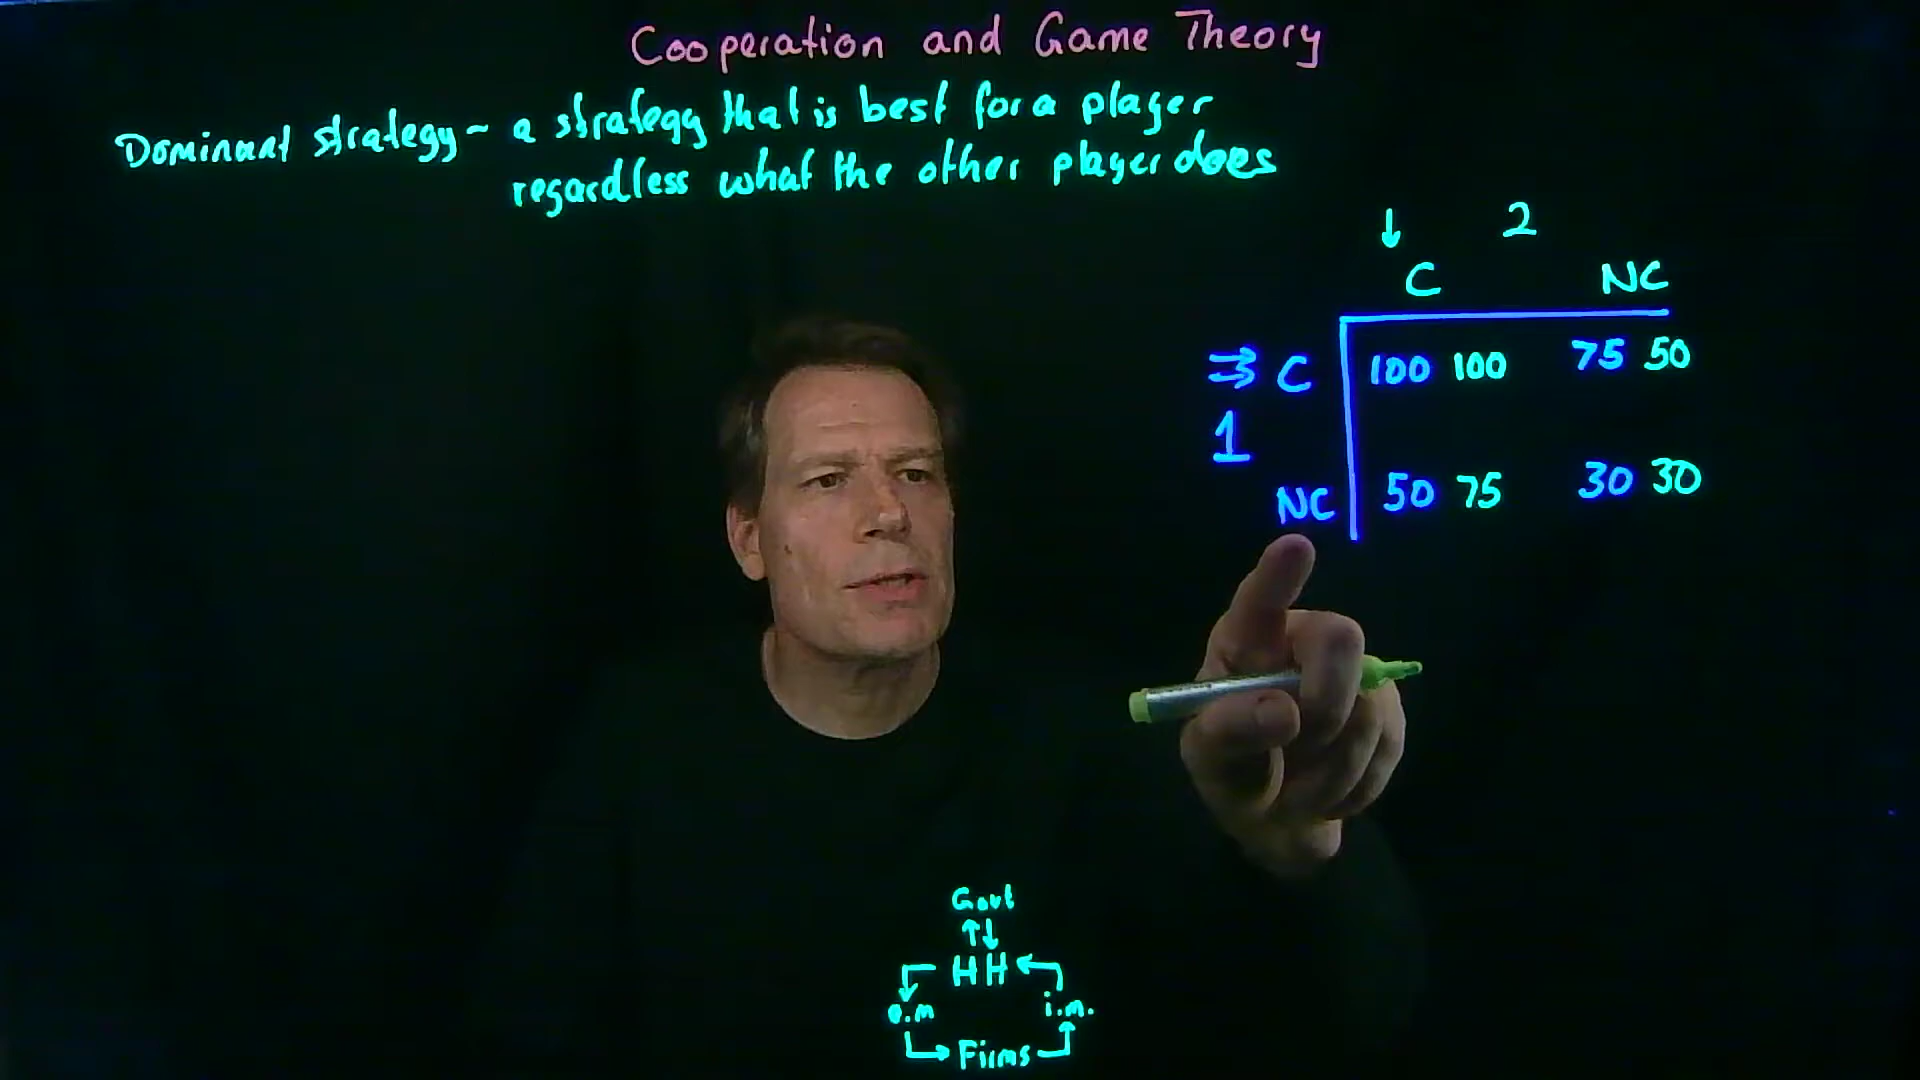 Cooperation and Game Theory
Dominant strategy - a strategy that is best for a player
regardless what the other player does
↓ 2
C NC
⇒ C 100 100 75 50
1
NC 50 75 30 30
Govt
↑↓
HH
o.m i.m.
Firms